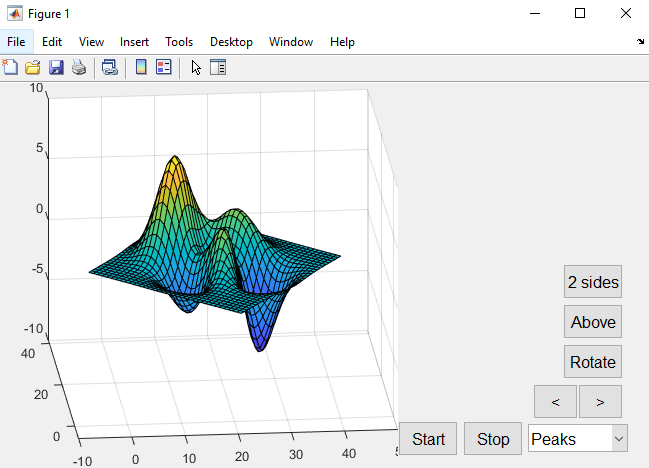 Figure 1
File Edit View Insert Tools Desktop Window Help
10
5
0
-5
-10
40
20
0
-10 0 10 20 30 40
2 sides
Above
Rotate
< >
Start Stop Peaks